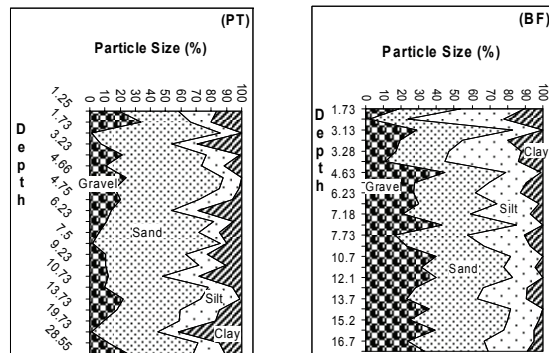 (PT)
Particle Size (%)
0 10 20 30 40 50 60 70 80 90 100
Depth
1.25
1.73
3.23
4.66
4.75
6.23
7.5
9.23
10.73
13.73
19.73
28.55
Gravel
Sand
Silt
Clay
(BF)
Particle Size (%)
0 10 20 30 40 50 60 70 80 90 100
Depth
1.73
3.13
3.28
4.63
6.23
7.18
7.73
10.7
12.1
13.7
15.2
16.7
Clay
Gravel
Silt
Sand